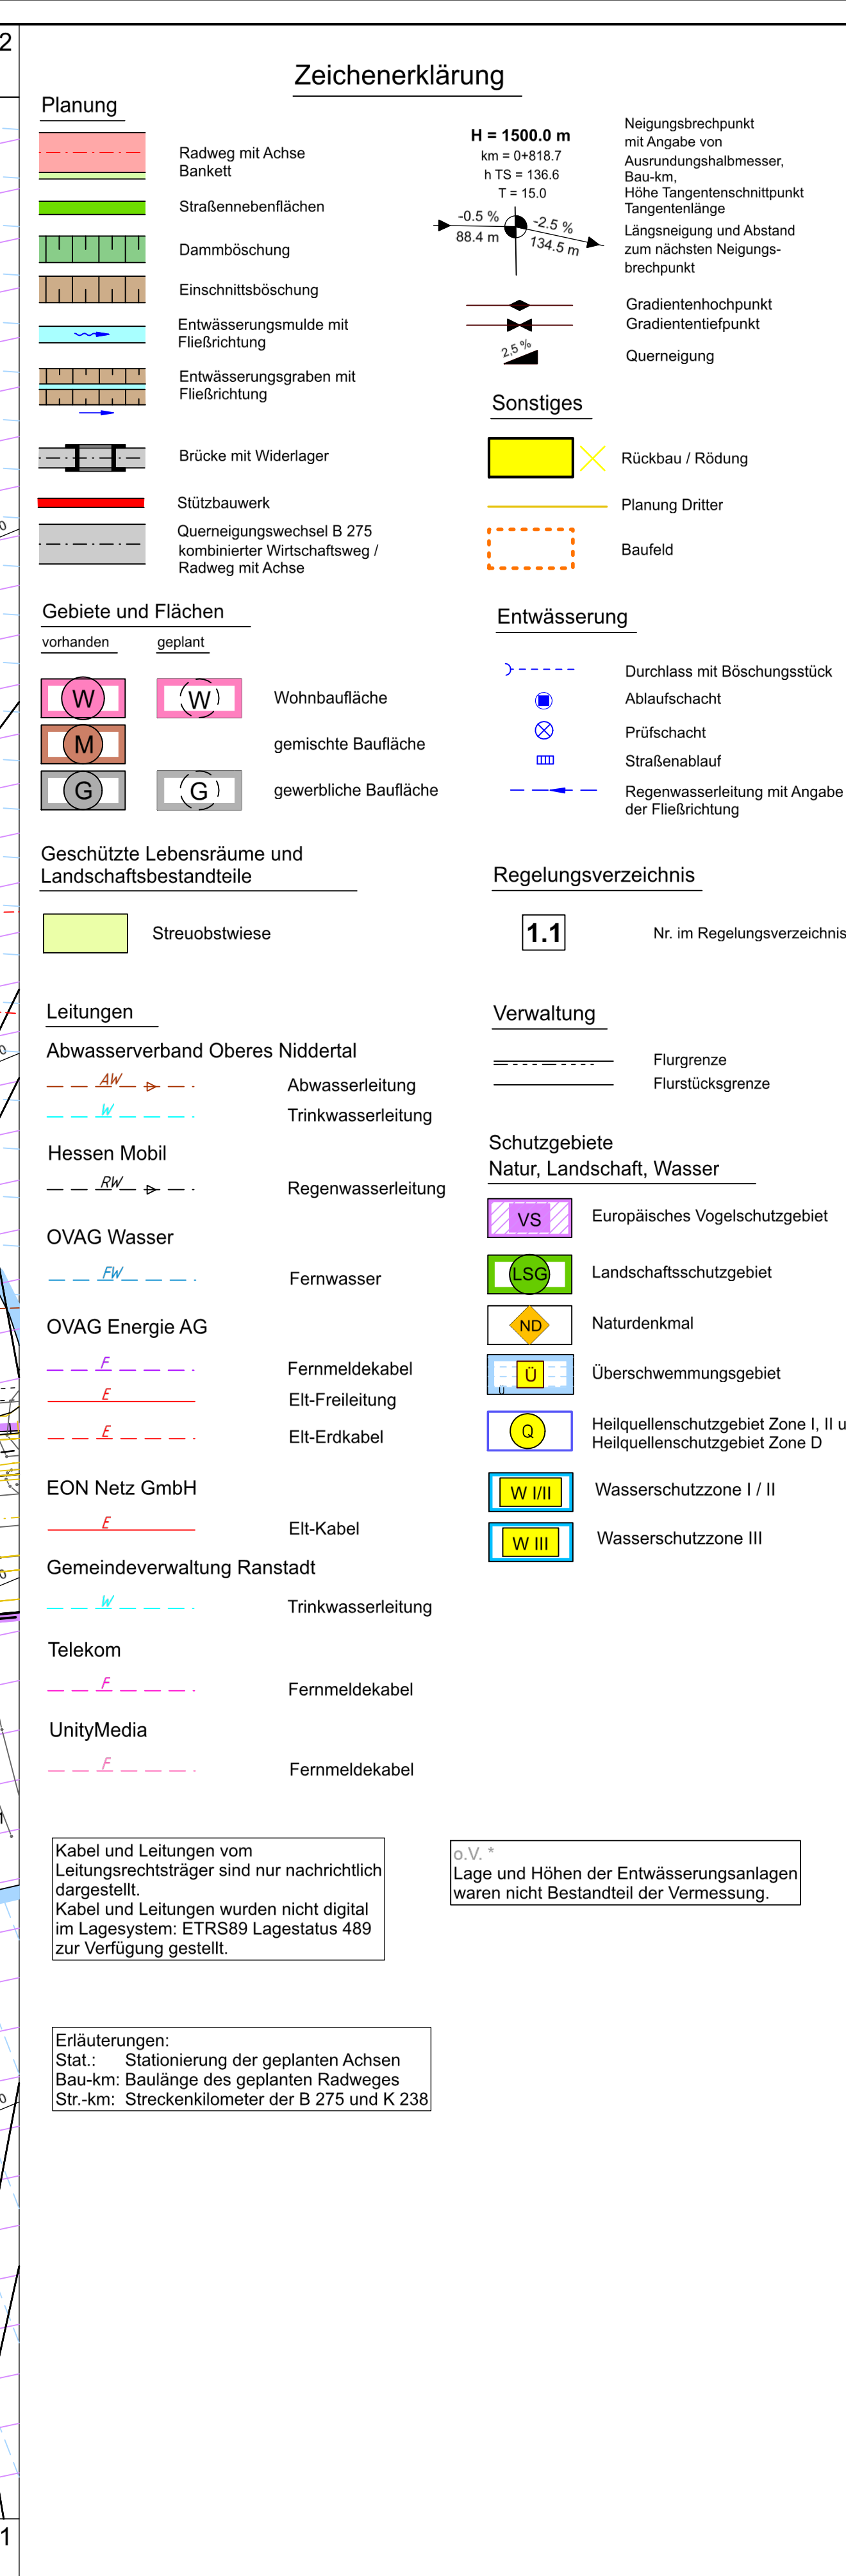 2
Zeichenerklärung
Planung
Radweg mit Achse
Bankett
Straßennebenflächen
Dammböschung
Einschnittsböschung
Entwässerungsmulde mit
Fließrichtung
Entwässerungsgraben mit
Fließrichtung
Brücke mit Widerlager
Stützbauwerk
Querneigungswechsel B 275
kombinierter Wirtschaftsweg /
Radweg mit Achse
H = 1500.0 m
km = 0+818.7
h TS = 136.6
T = 15.0
-0.5 %
88.4 m
-2.5 %
134.5 m
Neigungsbrechpunkt
mit Angabe von
Ausrundungshalbmesser,
Bau-km,
Höhe Tangentenschnittpunkt
Tangentenlänge
Längsneigung und Abstand
zum nächsten Neigungs-
brechpunkt
Gradientenhochpunkt
Gradiententiefpunkt
2,5 %
Querneigung
Sonstiges
Rückbau / Rödung
Planung Dritter
Baufeld
Gebiete und Flächen
vorhanden geplant
W W Wohnbaufläche
M gemischte Baufläche
G G gewerbliche Baufläche
Entwässerung
Durchlass mit Böschungsstück
Ablaufschacht
Prüfschacht
Straßenablauf
Regenwasserleitung mit Angabe
der Fließrichtung
Geschützte Lebensräume und
Landschaftsbestandteile
Streuobstwiese
Regelungsverzeichnis
1.1 Nr. im Regelungsverzeichnis
Leitungen
Abwasserverband Oberes Niddertal
AW Abwasserleitung
W Trinkwasserleitung
Hessen Mobil
RW Regenwasserleitung
OVAG Wasser
FW Fernwasser
OVAG Energie AG
F Fernmeldekabel
E Elt-Freileitung
E Elt-Erdkabel
EON Netz GmbH
E Elt-Kabel
Gemeindeverwaltung Ranstadt
W Trinkwasserleitung
Telekom
F Fernmeldekabel
UnityMedia
F Fernmeldekabel
Verwaltung
Flurgrenze
Flurstücksgrenze
Schutzgebiete
Natur, Landschaft, Wasser
VS Europäisches Vogelschutzgebiet
LSG Landschaftsschutzgebiet
ND Naturdenkmal
Ü Ü Überschwemmungsgebiet
Q Heilquellenschutzgebiet Zone I, II u
Heilquellenschutzgebiet Zone D
W I/II Wasserschutzzone I / II
W III Wasserschutzzone III
Kabel und Leitungen vom
Leitungsrechtsträger sind nur nachrichtlich
dargestellt.
Kabel und Leitungen wurden nicht digital
im Lagesystem: ETRS89 Lagestatus 489
zur Verfügung gestellt.
o.V. *
Lage und Höhen der Entwässerungsanlagen
waren nicht Bestandteil der Vermessung.
Erläuterungen:
Stat.: Stationierung der geplanten Achsen
Bau-km: Baulänge des geplanten Radweges
Str.-km: Streckenkilometer der B 275 und K 238
1